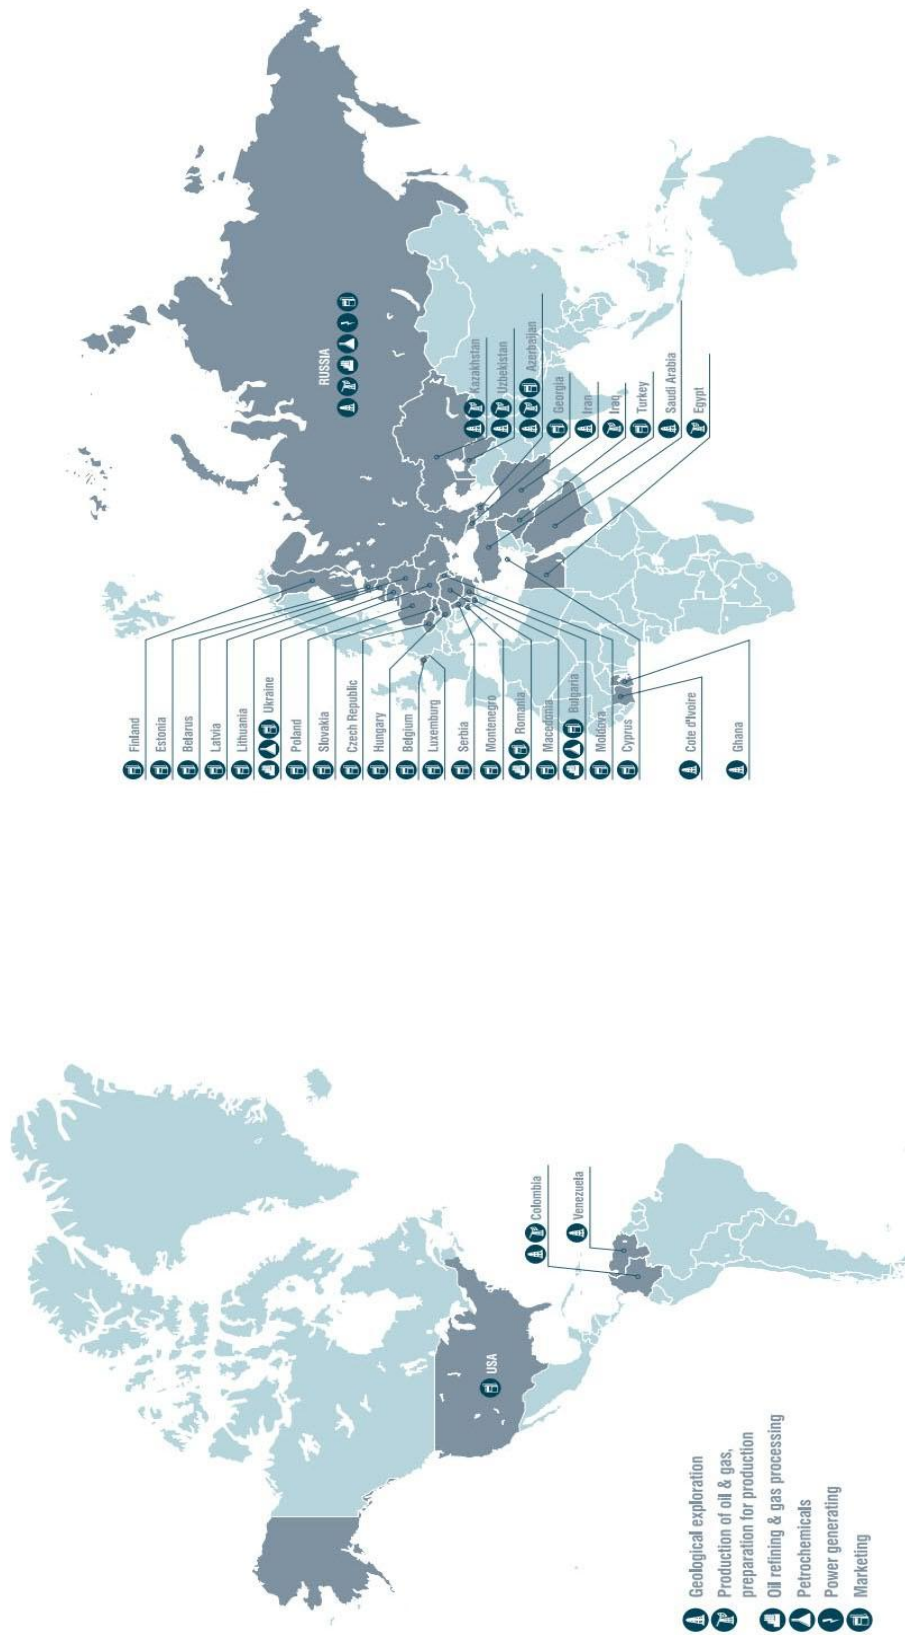 RUSSIA
Kazakhstan
Uzbekistan
Azerbaijan
Georgia
Iran
Iraq
Turkey
Saudi Arabia
Egypt
Finland
Estonia
Belarus
Latvia
Lithuania
Ukraine
Poland
Slovakia
Czech Republic
Hungary
Belgium
Luxemburg
Serbia
Montenegro
Romania
Macedonia
Bulgaria
Moldova
Cyprus
Cote d'Ivoire
Ghana
Colombia
Venezuela
USA
Geological exploration
Production of oil & gas,
preparation for production
Oil refining & gas processing
Petrochemicals
Power generating
Marketing